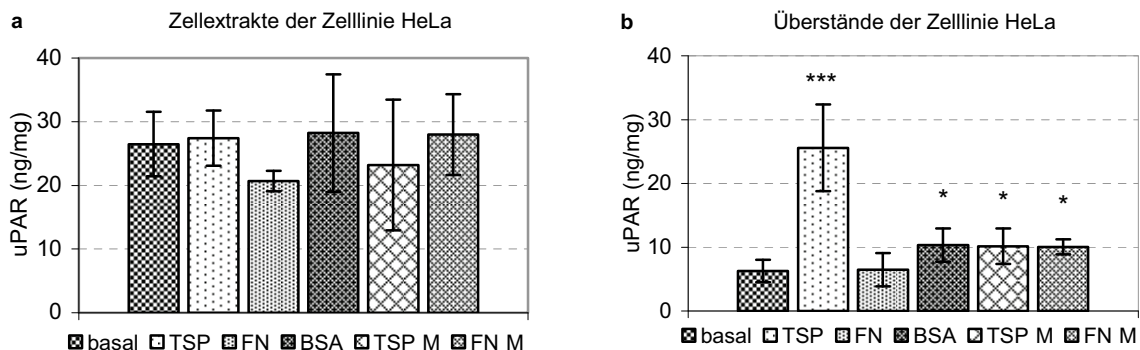 a Zellextrakte der Zelllinie HeLa
40
30
20
10
0
uPAR (ng/mg)
basal TSP FN BSA TSP M FN M
b Überstände der Zelllinie HeLa
40
30
20
10
0
uPAR (ng/mg)
***
* * *
basal TSP FN BSA TSP M FN M